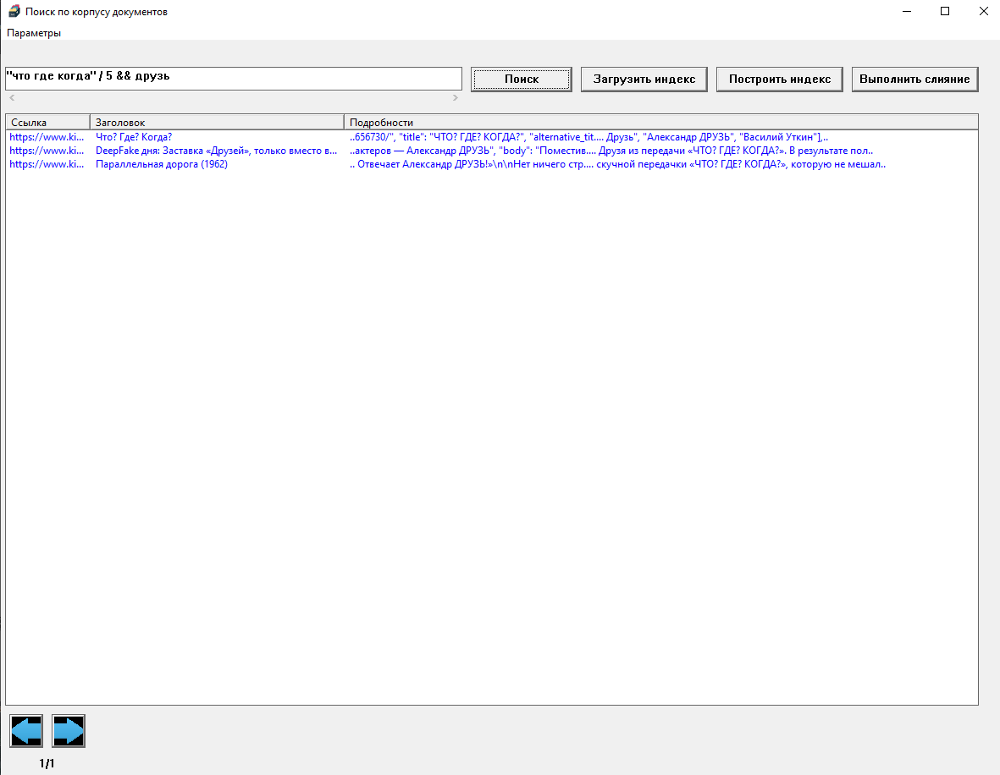 Поиск по корпусу документов
Параметры
"что где когда" / 5 && друзь
Поиск
Загрузить индекс
Построить индекс
Выполнить слияние
Ссылка Заголовок Подробности
https://www.ki... Что? Где? Когда? ..656730/", "title": "ЧТО? ГДЕ? КОГДА?", "alternative_tit.... Друзь", "Александр ДРУЗЬ", "Василий Уткин"],..
https://www.ki... DeepFake дня: Заставка «Друзей», только вместо в... ..актеров — Александр ДРУЗЬ", "body": "Поместив.... Друзя из передачи «ЧТО? ГДЕ? КОГДА?». В результате пол..
https://www.ki... Параллельная дорога (1962) .. Отвечает Александр ДРУЗЬ!»\n\nНет ничего стр.... скучной передачки «ЧТО? ГДЕ? КОГДА?», которую не мешал..
1/1